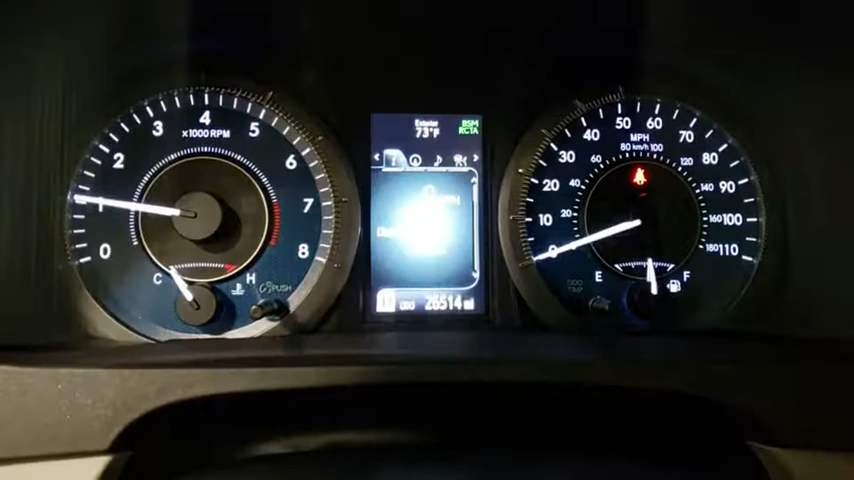 0 1 2 3 4 5 6 7 8
x1000 RPM
C H
PUSH
Exterior
73°F
BSM
RCTA
ODO 26514 mi
0 10 20 30 40 50 60 70 80 90 100 110
MPH
km/h
20 40 60 80 100 120 140 160 180
E F
ODO
TRIP